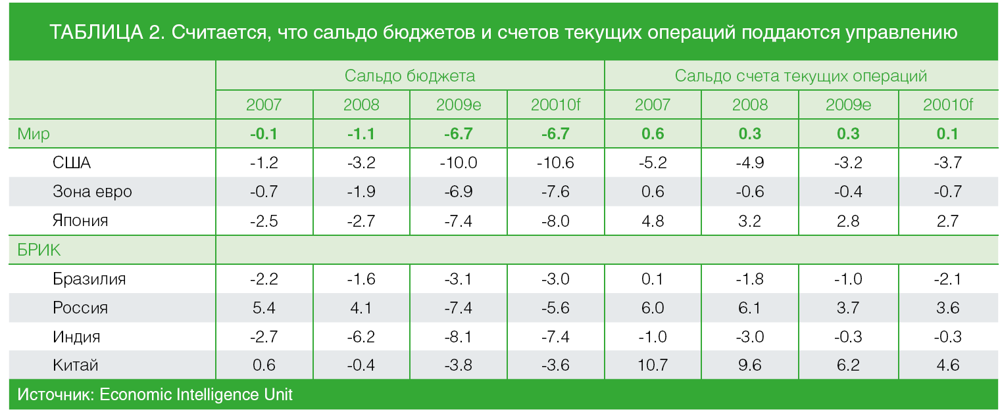 ТАБЛИЦА 2. Считается, что сальдо бюджетов и счетов текущих операций поддаются управлению
Сальдо бюджета Сальдо счета текущих операций
2007 2008 2009e 20010f 2007 2008 2009e 20010f
Мир -0.1 -1.1 -6.7 -6.7 0.6 0.3 0.3 0.1
США -1.2 -3.2 -10.0 -10.6 -5.2 -4.9 -3.2 -3.7
Зона евро -0.7 -1.9 -6.9 -7.6 0.6 -0.6 -0.4 -0.7
Япония -2.5 -2.7 -7.4 -8.0 4.8 3.2 2.8 2.7
БРИК
Бразилия -2.2 -1.6 -3.1 -3.0 0.1 -1.8 -1.0 -2.1
Россия 5.4 4.1 -7.4 -5.6 6.0 6.1 3.7 3.6
Индия -2.7 -6.2 -8.1 -7.4 -1.0 -3.0 -0.3 -0.3
Китай 0.6 -0.4 -3.8 -3.6 10.7 9.6 6.2 4.6
Источник: Economic Intelligence Unit